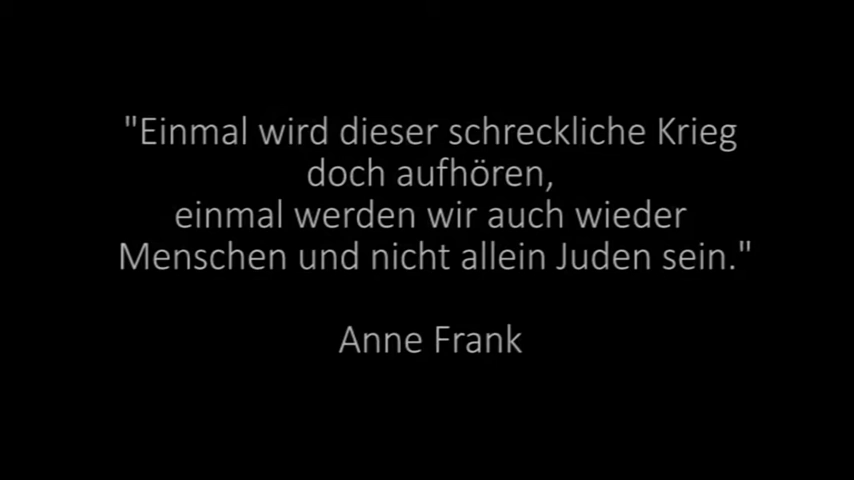 "Einmal wird dieser schreckliche Krieg
doch aufhören,
einmal werden wir auch wieder
Menschen und nicht allein Juden sein."
Anne Frank